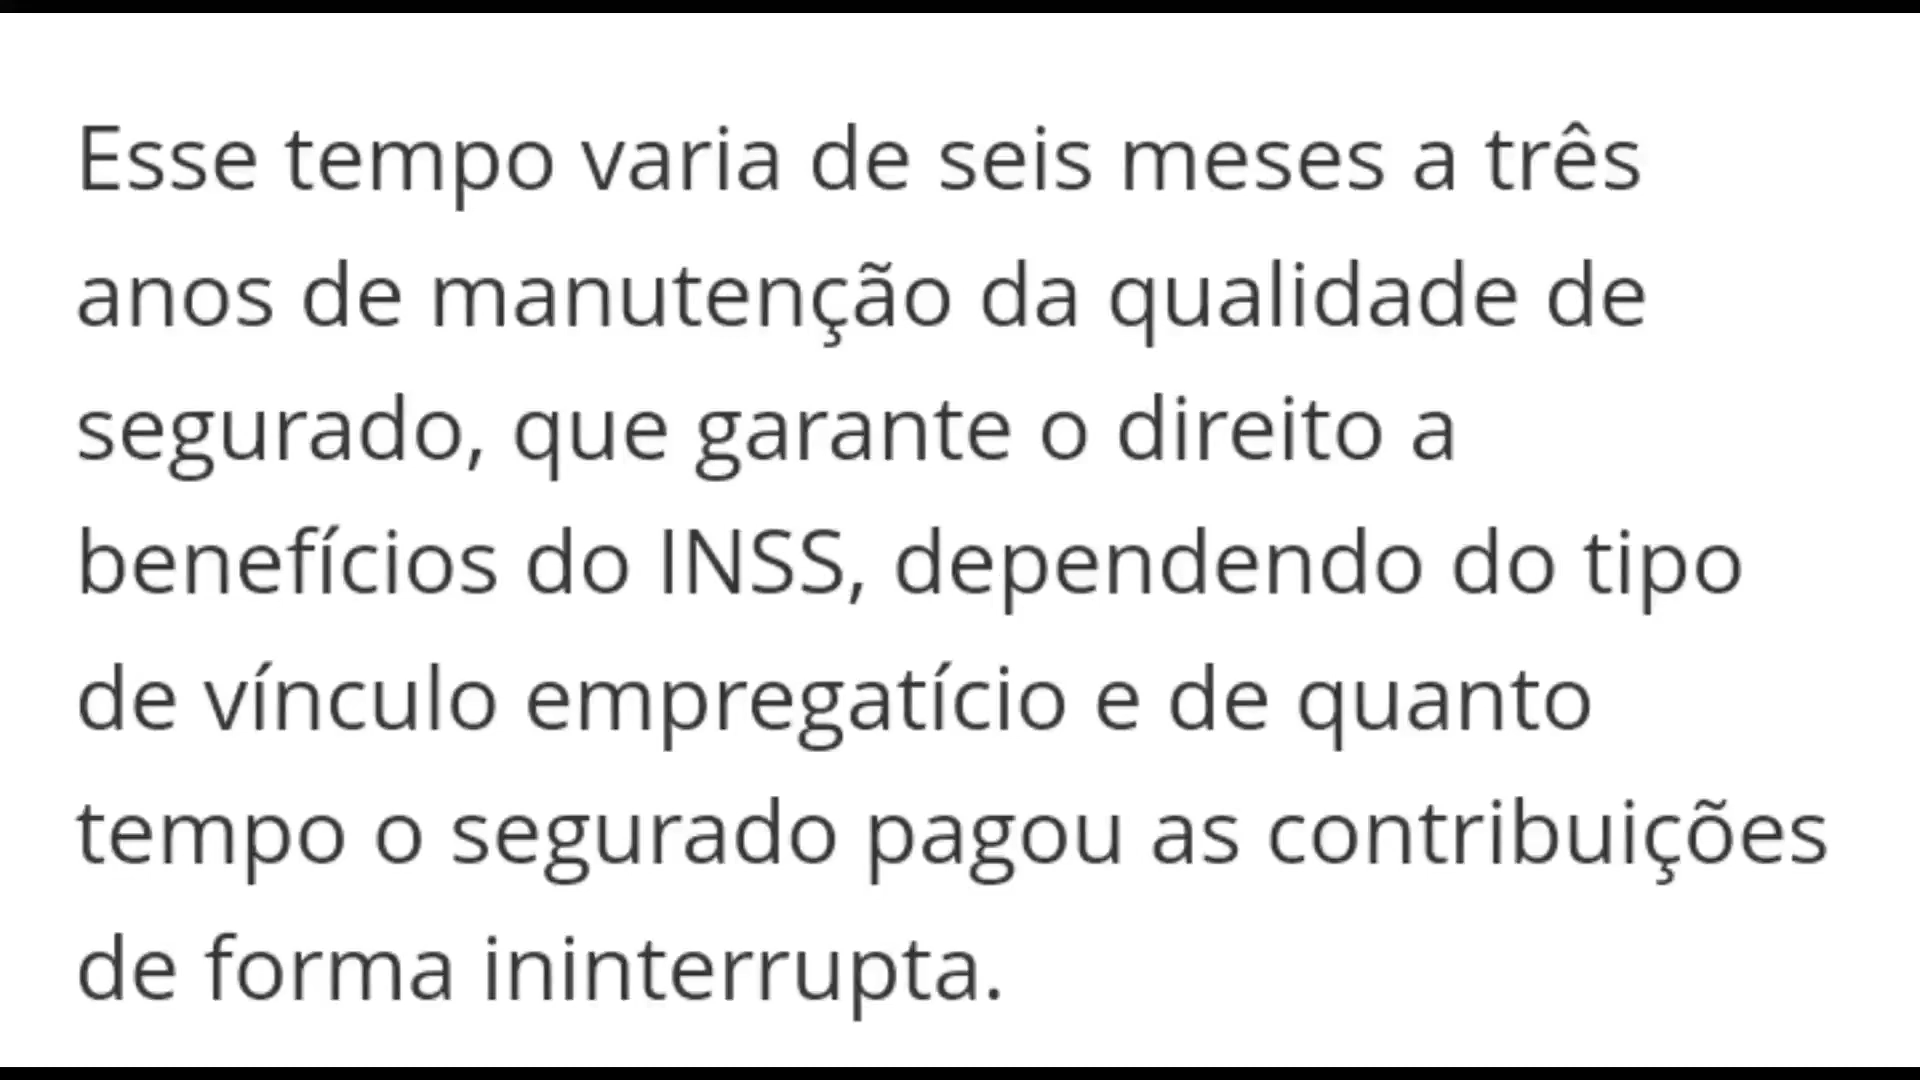 Esse tempo varia de seis meses a três
anos de manutenção da qualidade de
segurado, que garante o direito a
benefícios do INSS, dependendo do tipo
de vínculo empregatício e de quanto
tempo o segurado pagou as contribuições
de forma ininterrupta.